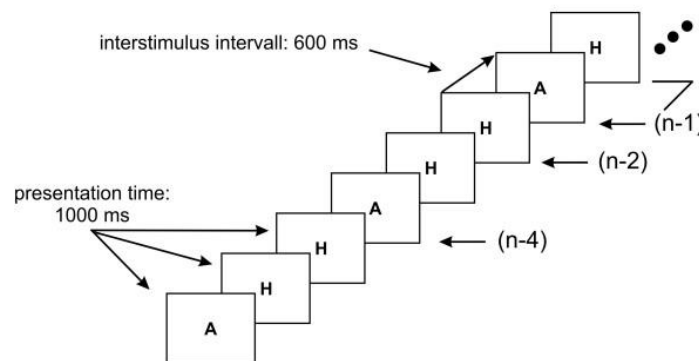 H
interstimulus intervall: 600 ms
A
H
(n-1)
H
(n-2)
presentation time:
1000 ms
A
H
(n-4)
H
A